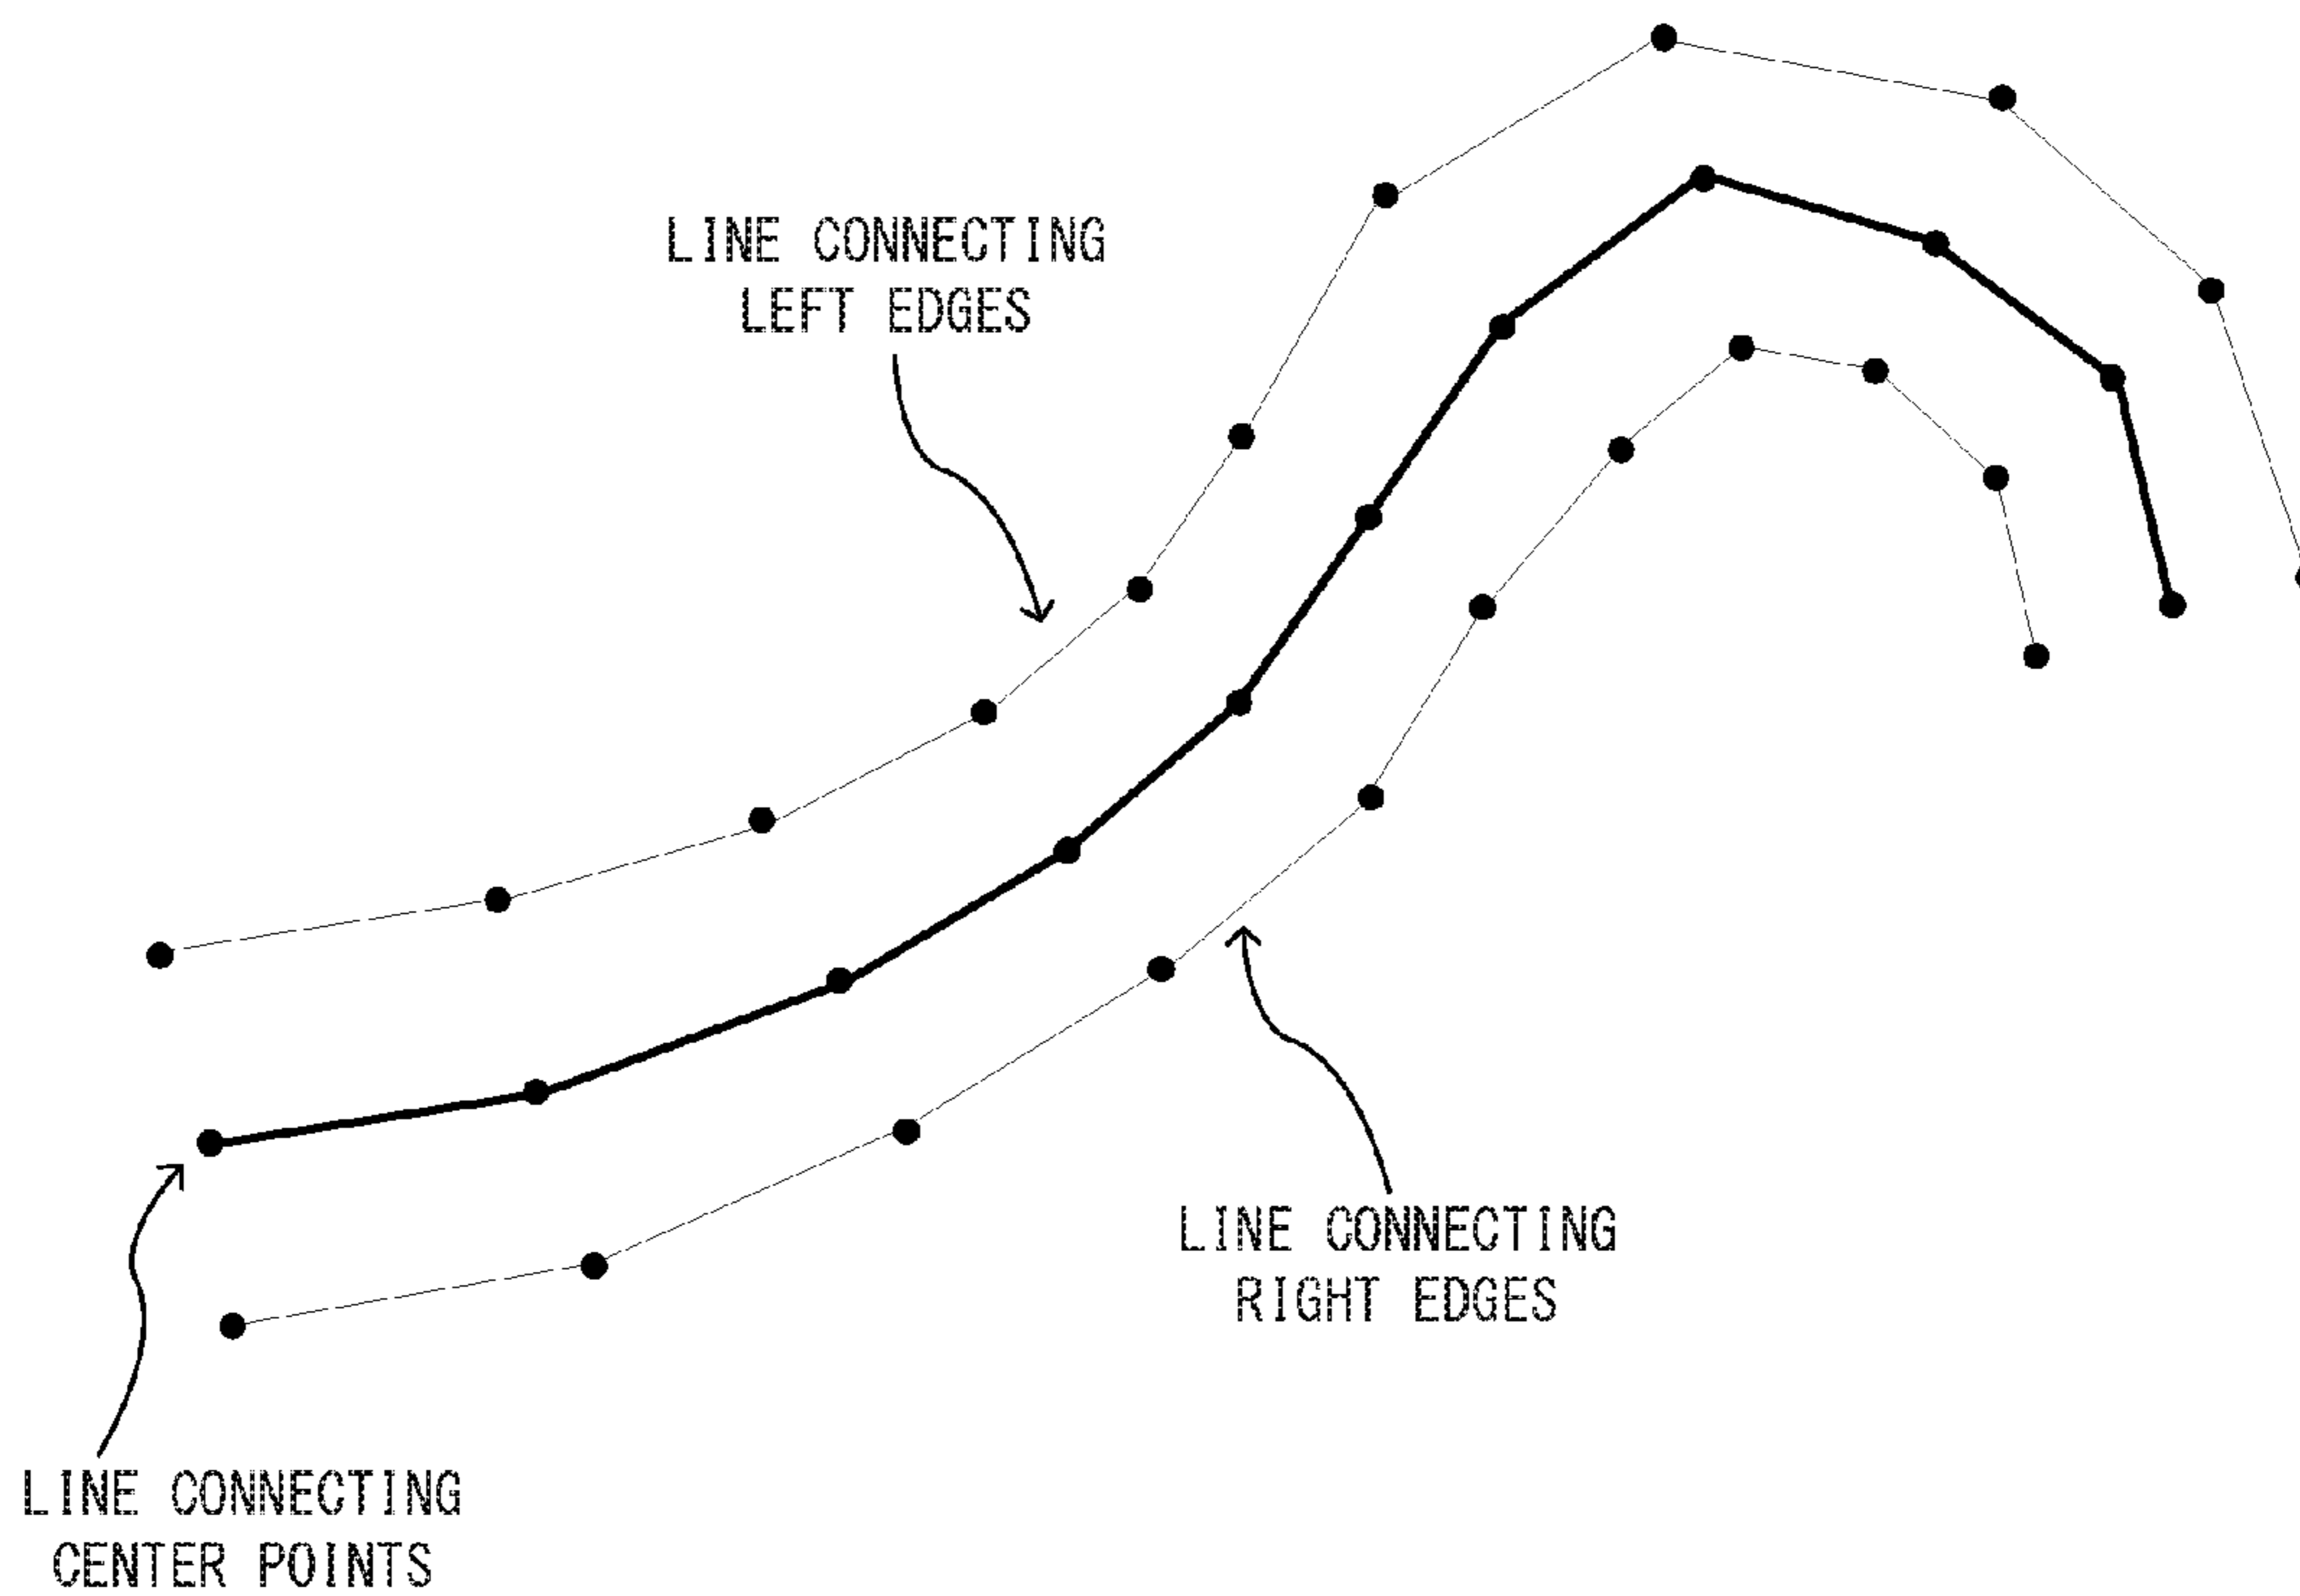 LINE CONNECTING
LEFT EDGES
LINE CONNECTING
RIGHT EDGES
LINE CONNECTING
CENTER POINTS